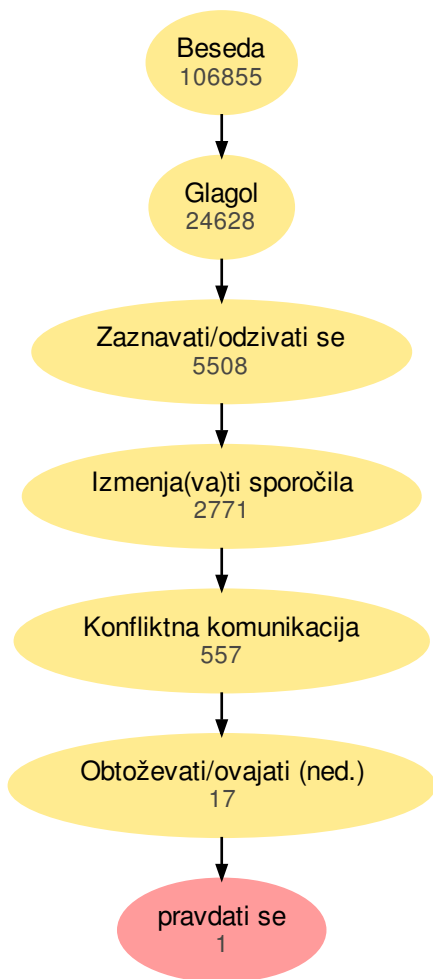 Beseda
106855
Glagol
24628
Zaznavati/odzivati se
5508
Izmenja(va)ti sporočila
2771
Konfliktna komunikacija
557
Obtoževati/ovajati (ned.)
17
pravdati se
1